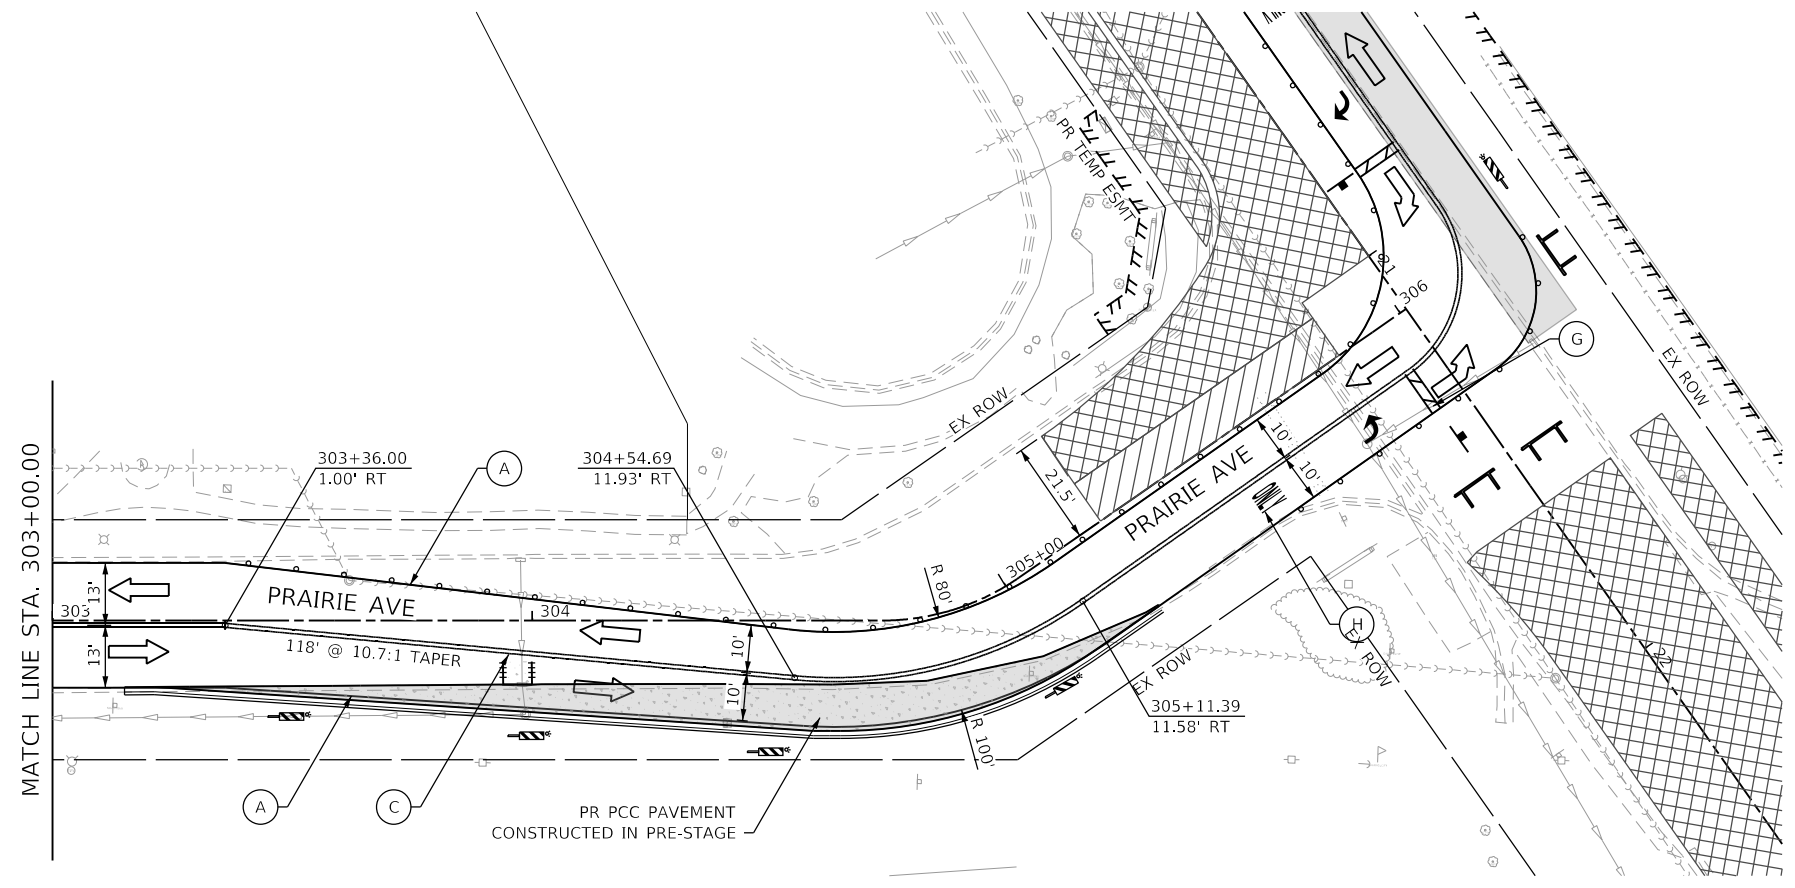 MATCH LINE STA. 303+00.00
303
13'
13'
303+36.00
1.00' RT
A
304+54.69
11.93' RT
PRAIRIE AVE
304
118' @ 10.7:1 TAPER
10'
10'
A
C
PR PCC PAVEMENT
CONSTRUCTED IN PRE-STAGE
R 80'
R 100'
305+00
21.5'
PRAIRIE AVE
10'
10'
ONLY
EX ROW
PR TEMP ESMT
21
306
G
EX ROW
H
EX ROW
EX ROW
305+11.39
11.58' RT
22